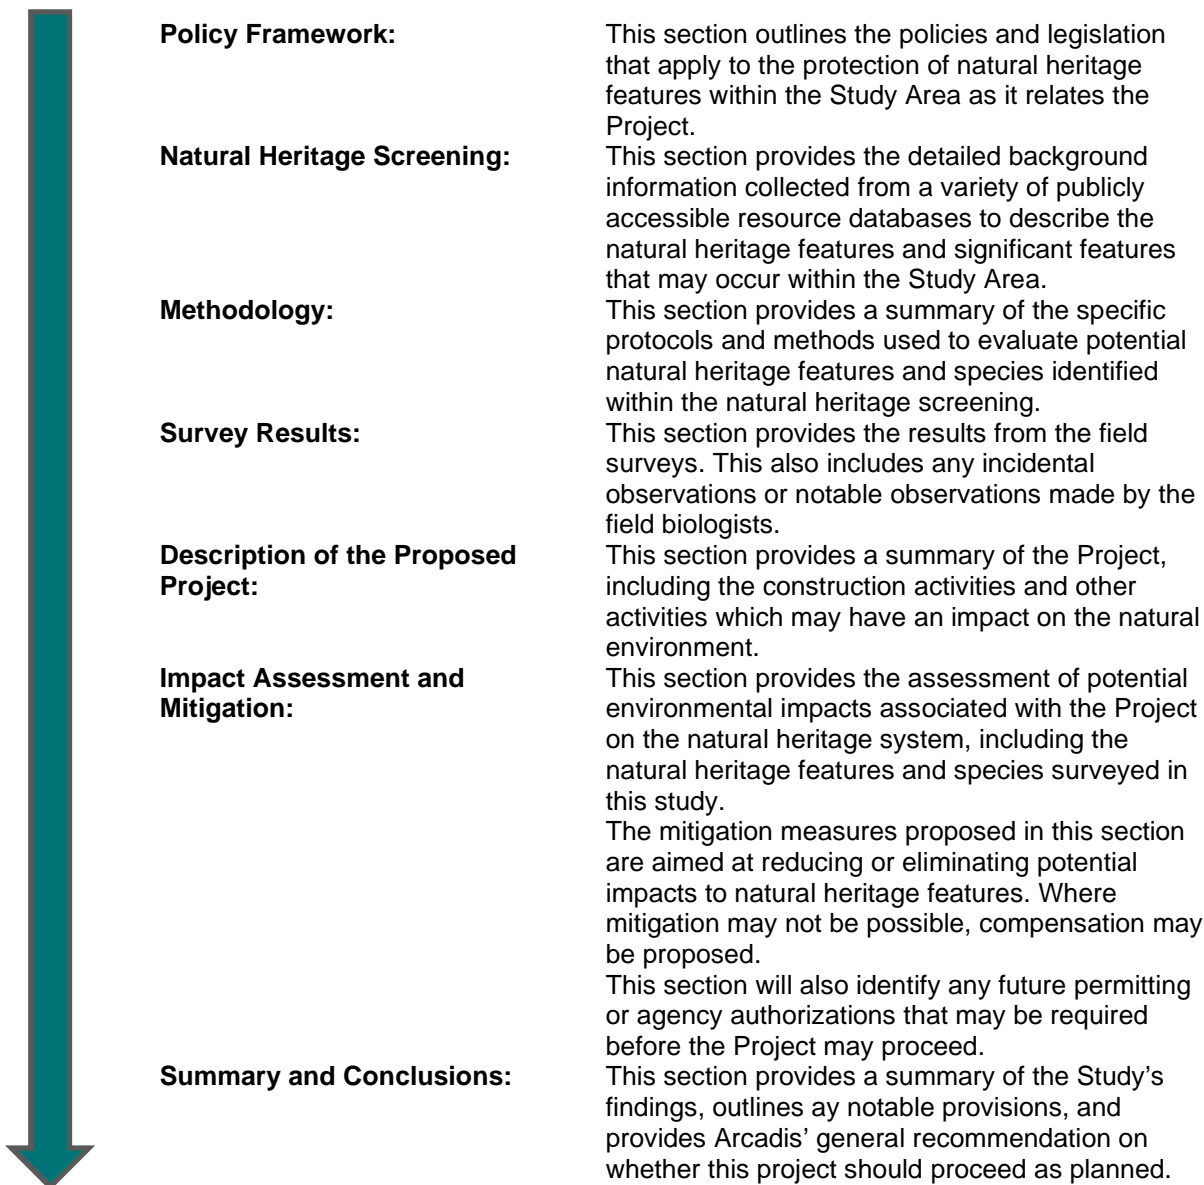 Policy Framework: This section outlines the policies and legislation
that apply to the protection of natural heritage
features within the Study Area as it relates the
Project.
Natural Heritage Screening: This section provides the detailed background
information collected from a variety of publicly
accessible resource databases to describe the
natural heritage features and significant features
that may occur within the Study Area.
Methodology: This section provides a summary of the specific
protocols and methods used to evaluate potential
natural heritage features and species identified
within the natural heritage screening.
Survey Results: This section provides the results from the field
surveys. This also includes any incidental
observations or notable observations made by the
field biologists.
Description of the Proposed This section provides a summary of the Project,
Project: including the construction activities and other
activities which may have an impact on the natural
environment.
Impact Assessment and This section provides the assessment of potential
Mitigation: environmental impacts associated with the Project
on the natural heritage system, including the
natural heritage features and species surveyed in
this study.
The mitigation measures proposed in this section
are aimed at reducing or eliminating potential
impacts to natural heritage features. Where
mitigation may not be possible, compensation may
be proposed.
This section will also identify any future permitting
or agency authorizations that may be required
before the Project may proceed.
Summary and Conclusions: This section provides a summary of the Study's
findings, outlines ay notable provisions, and
provides Arcadis' general recommendation on
whether this project should proceed as planned.